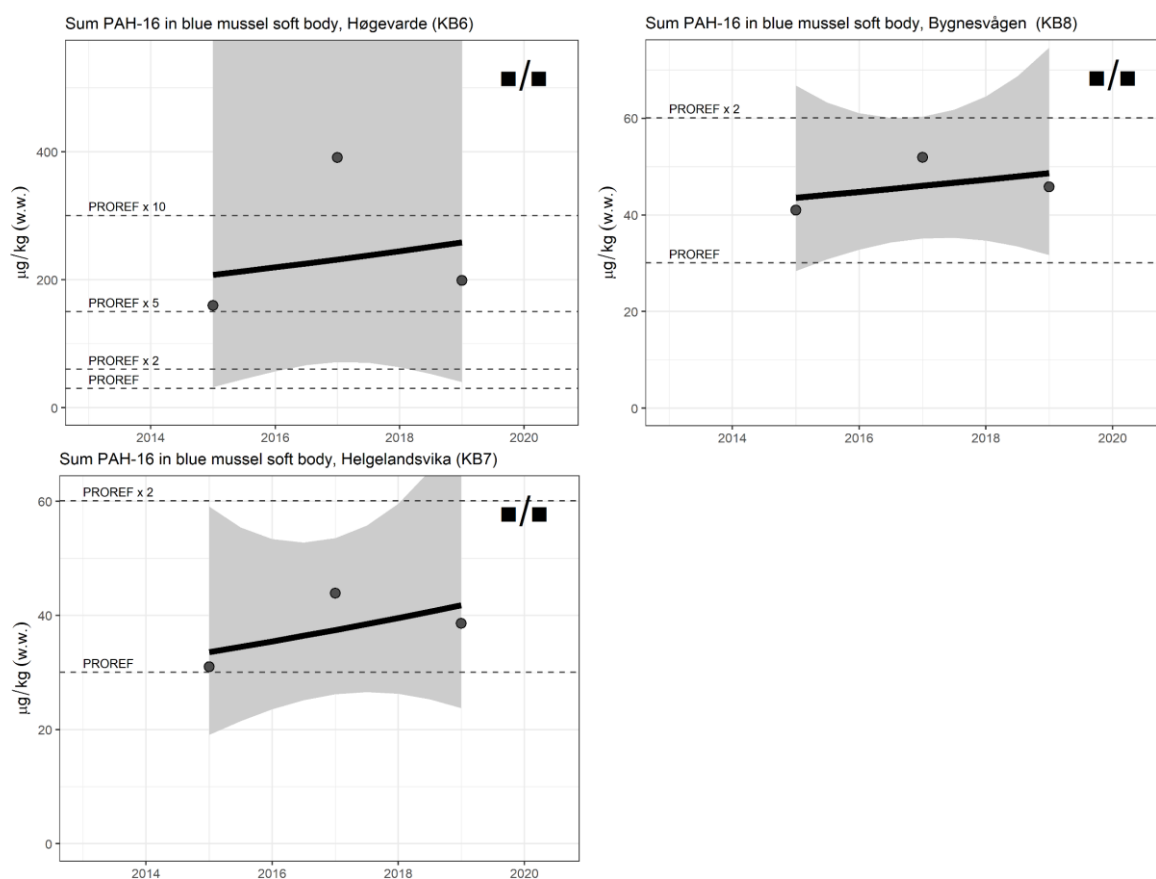 Sum PAH-16 in blue mussel soft body, Høgevarde (KB6)
µg/kg (w.w.)
400
200
0
PROREF x 10
PROREF x 5
PROREF x 2
PROREF
■/■
2014 2016 2018 2020
Sum PAH-16 in blue mussel soft body, Bygnesvågen (KB8)
µg/kg (w.w.)
60
40
20
0
PROREF x 2
PROREF
■/■
2014 2016 2018 2020
Sum PAH-16 in blue mussel soft body, Helgelandsvika (KB7)
µg/kg (w.w.)
60
40
20
0
PROREF x 2
PROREF
■/■
2014 2016 2018 2020